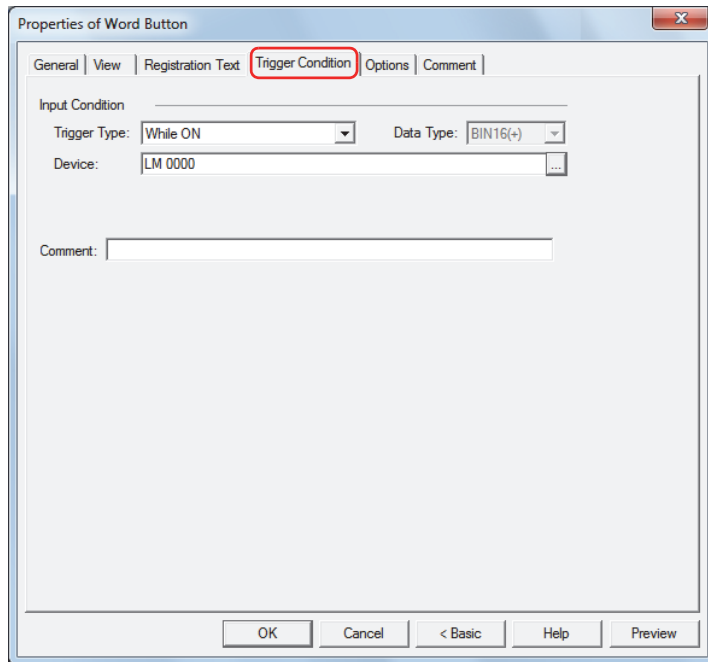 Properties of Word Button
General View Registration Text Trigger Condition Options Comment
Input Condition
Trigger Type: While ON Data Type: BIN16(+)
Device: LM 0000 ...
Comment:
OK Cancel < Basic Help Preview